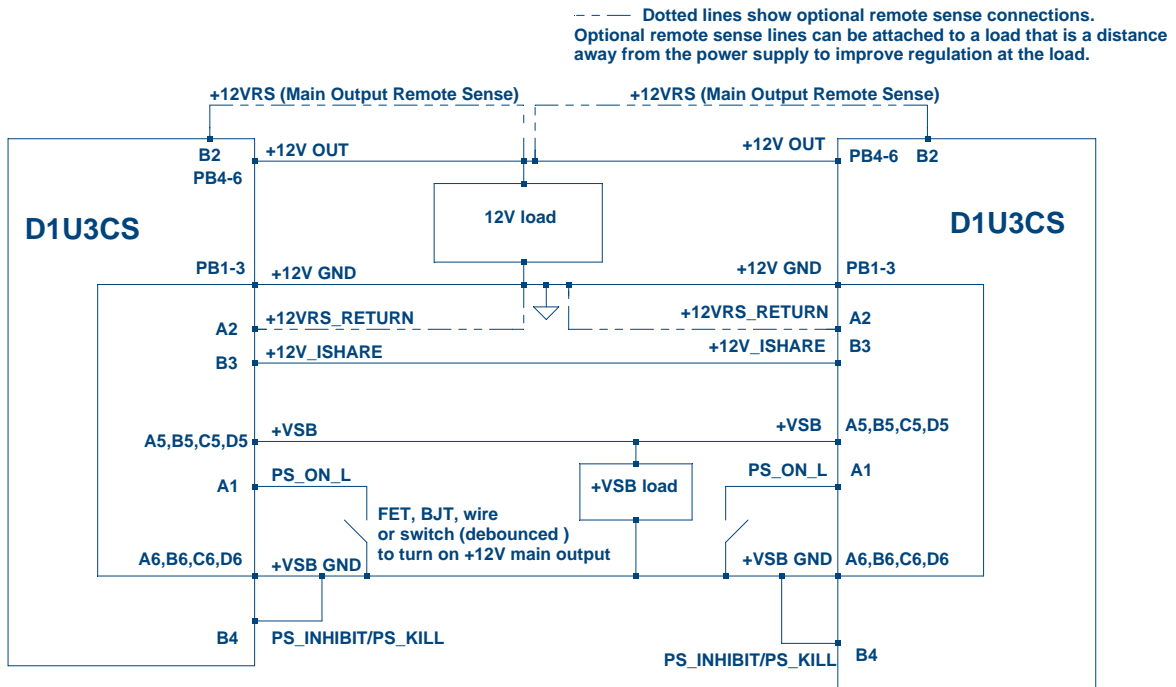 Dotted lines show optional remote sense connections.
Optional remote sense lines can be attached to a load that is a distance
away from the power supply to improve regulation at the load.
+12VRS (Main Output Remote Sense)
+12VRS (Main Output Remote Sense)
B2
+12V OUT
+12V OUT
PB4-6
B2
PB4-6
D1U3CS
12V load
D1U3CS
PB1-3
+12V GND
+12V GND
PB1-3
A2
+12VRS_RETURN
+12VRS_RETURN
A2
B3
+12V_ISHARE
+12V_ISHARE
B3
A5,B5,C5,D5
+VSB
+VSB
A5,B5,C5,D5
A1
PS_ON_L
+VSB load
PS_ON_L
A1
FET, BJT, wire
or switch (debounced )
to turn on +12V main output
A6,B6,C6,D6
+VSB GND
+VSB GND
A6,B6,C6,D6
B4
PS_INHIBIT/PS_KILL
PS_INHIBIT/PS_KILL
B4